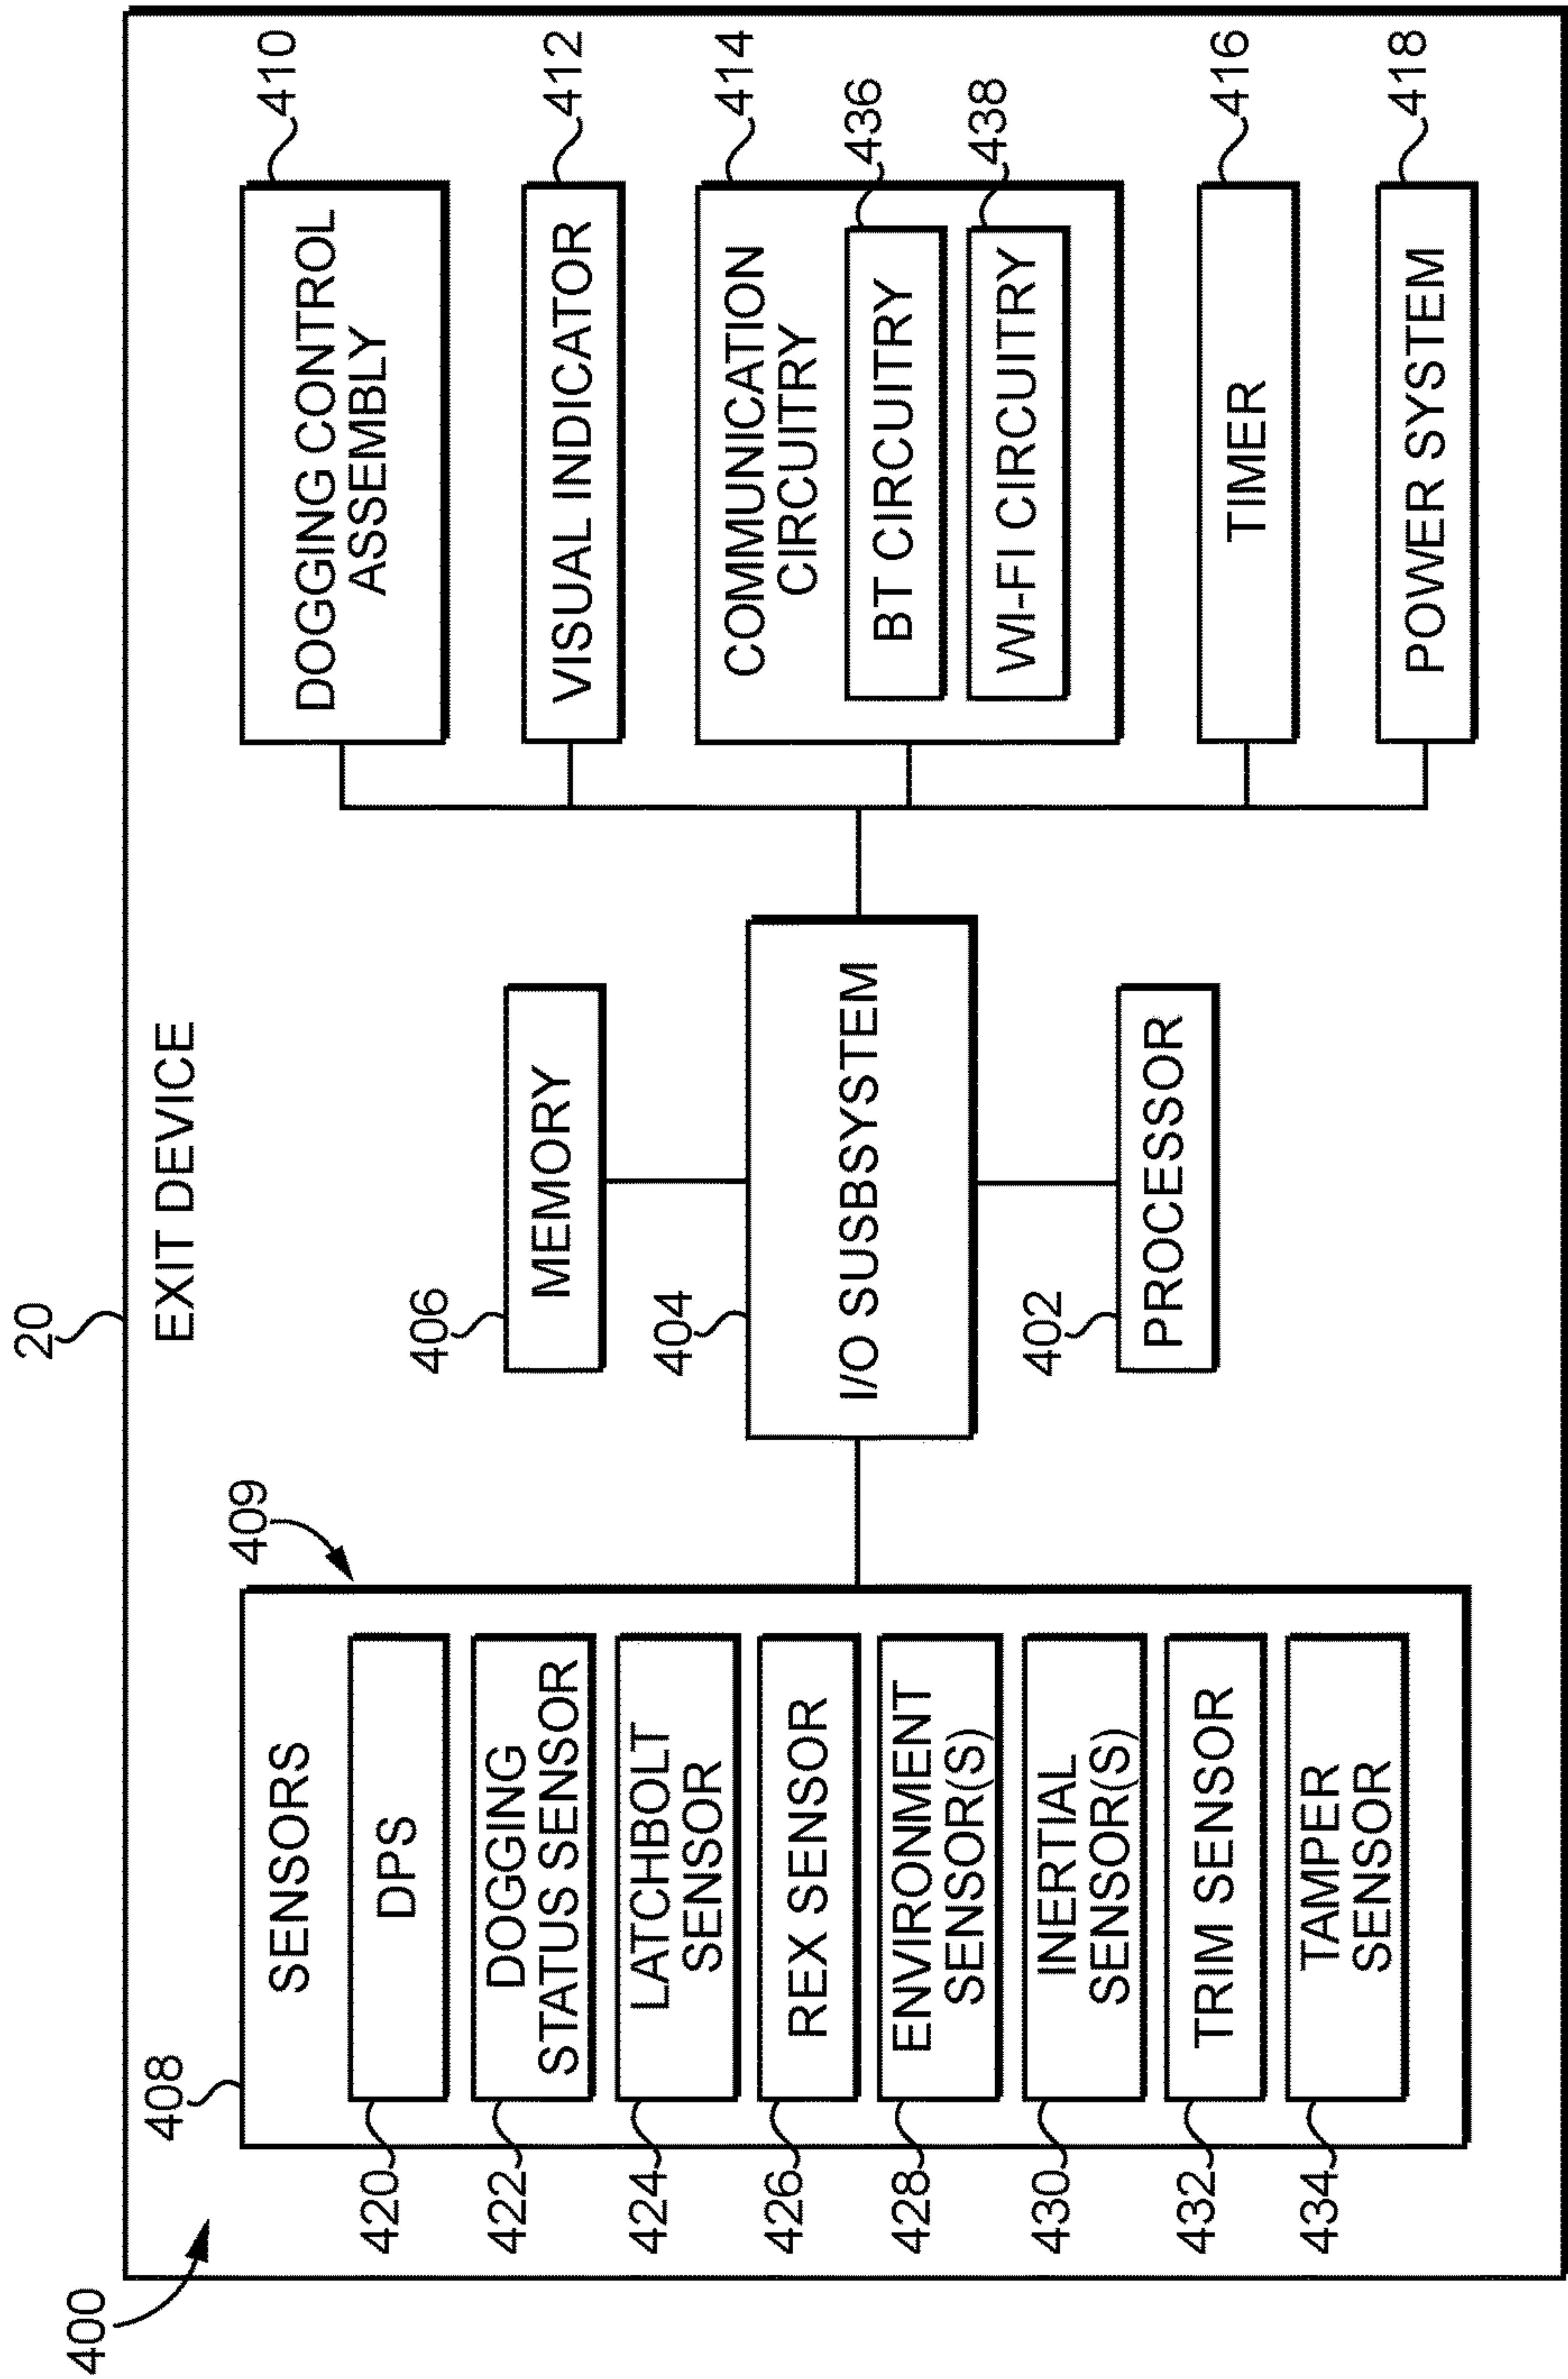 20
EXIT DEVICE
400
408
SENSORS
409
420
DPS
422
DOGGING
STATUS SENSOR
424
LATCHBOLT
SENSOR
426
REX SENSOR
428
ENVIRONMENT
SENSOR(S)
430
INERTIAL
SENSOR(S)
432
TRIM SENSOR
434
TAMPER
SENSOR
406
MEMORY
404
I/O SUSBSYSTEM
402
PROCESSOR
DOGGING CONTROL
ASSEMBLY
410
VISUAL INDICATOR
412
COMMUNICATION
CIRCUITRY
414
BT CIRCUITRY
436
WI-FI CIRCUITRY
438
TIMER
416
POWER SYSTEM
418